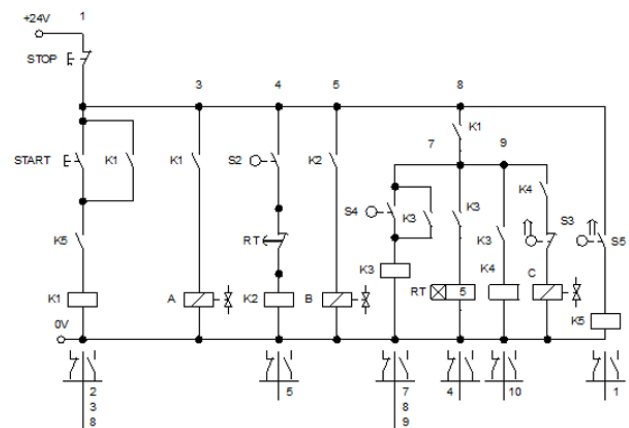 +24V 1
STOP
3 4 5 8
K1
7 9
START K1 K1 S2 K2 K4
S4 K3 K3 K3 S3 S5
K5 RT
K3 K4
K1 A K2 B RT 5 C K5
0V
2 5 7 4 10 1
3 8
8 9